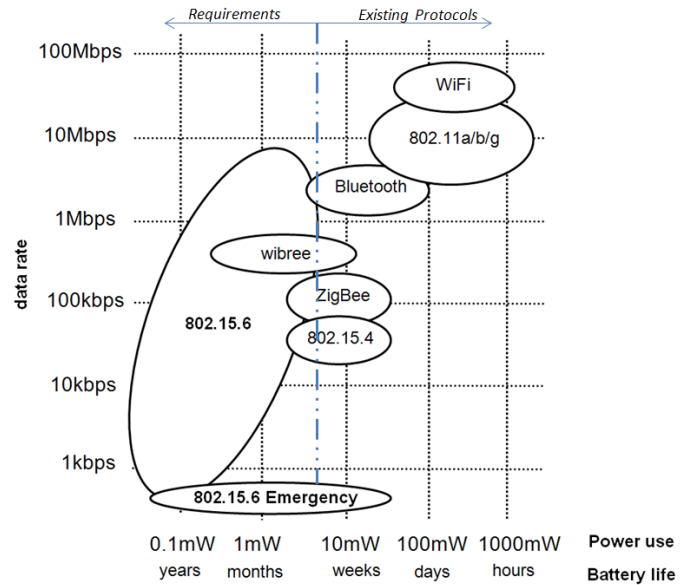 Requirements
Existing Protocols
100Mbps
WiFi
10Mbps
802.11a/b/g
Bluetooth
1Mbps
wibree
data rate
ZigBee
100kbps
802.15.6
802.15.4
10kbps
1kbps
802.15.6 Emergency
0.1mW 1mW 10mW 100mW 1000mW Power use
years months weeks days hours Battery life